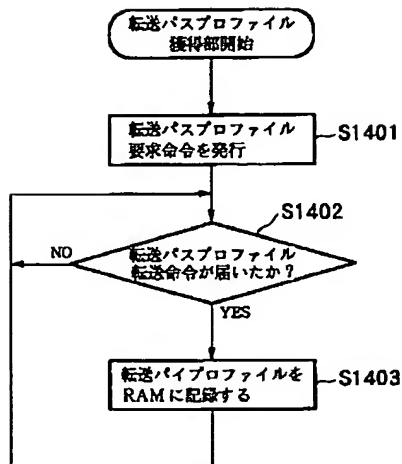 転送パスプロファイル
獲得部開始
転送パスプロファイル
要求命令を発行
S1401
S1402
転送パスプロファイル
転送命令が届いたか?
NO
YES
転送パイプロファイルを
RAMに記録する
S1403